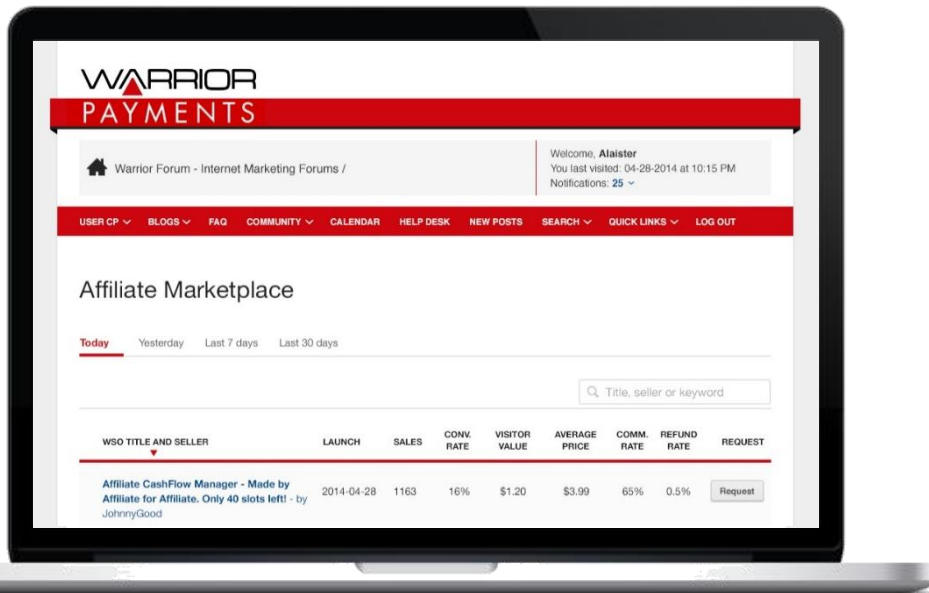 WARRIOR
PAYMENTS
Warrior Forum - Internet Marketing Forums /
Welcome, Alaister
You last visited: 04-28-2014 at 10:15 PM
Notifications: 25
USER CP BLOGS FAQ COMMUNITY CALENDAR HELP DESK NEW POSTS SEARCH QUICK LINKS LOG OUT
Affiliate Marketplace
Today Yesterday Last 7 days Last 30 days
Title, seller or keyword
WSO TITLE AND SELLER LAUNCH SALES CONV. RATE VISITOR VALUE AVERAGE PRICE COMM. RATE REFUND RATE REQUEST
Affiliate CashFlow Manager - Made by
Affiliate for Affiliate. Only 40 slots left! - by
JohnnyGood
2014-04-28 1163 16% $1.20 $3.99 65% 0.5% Request